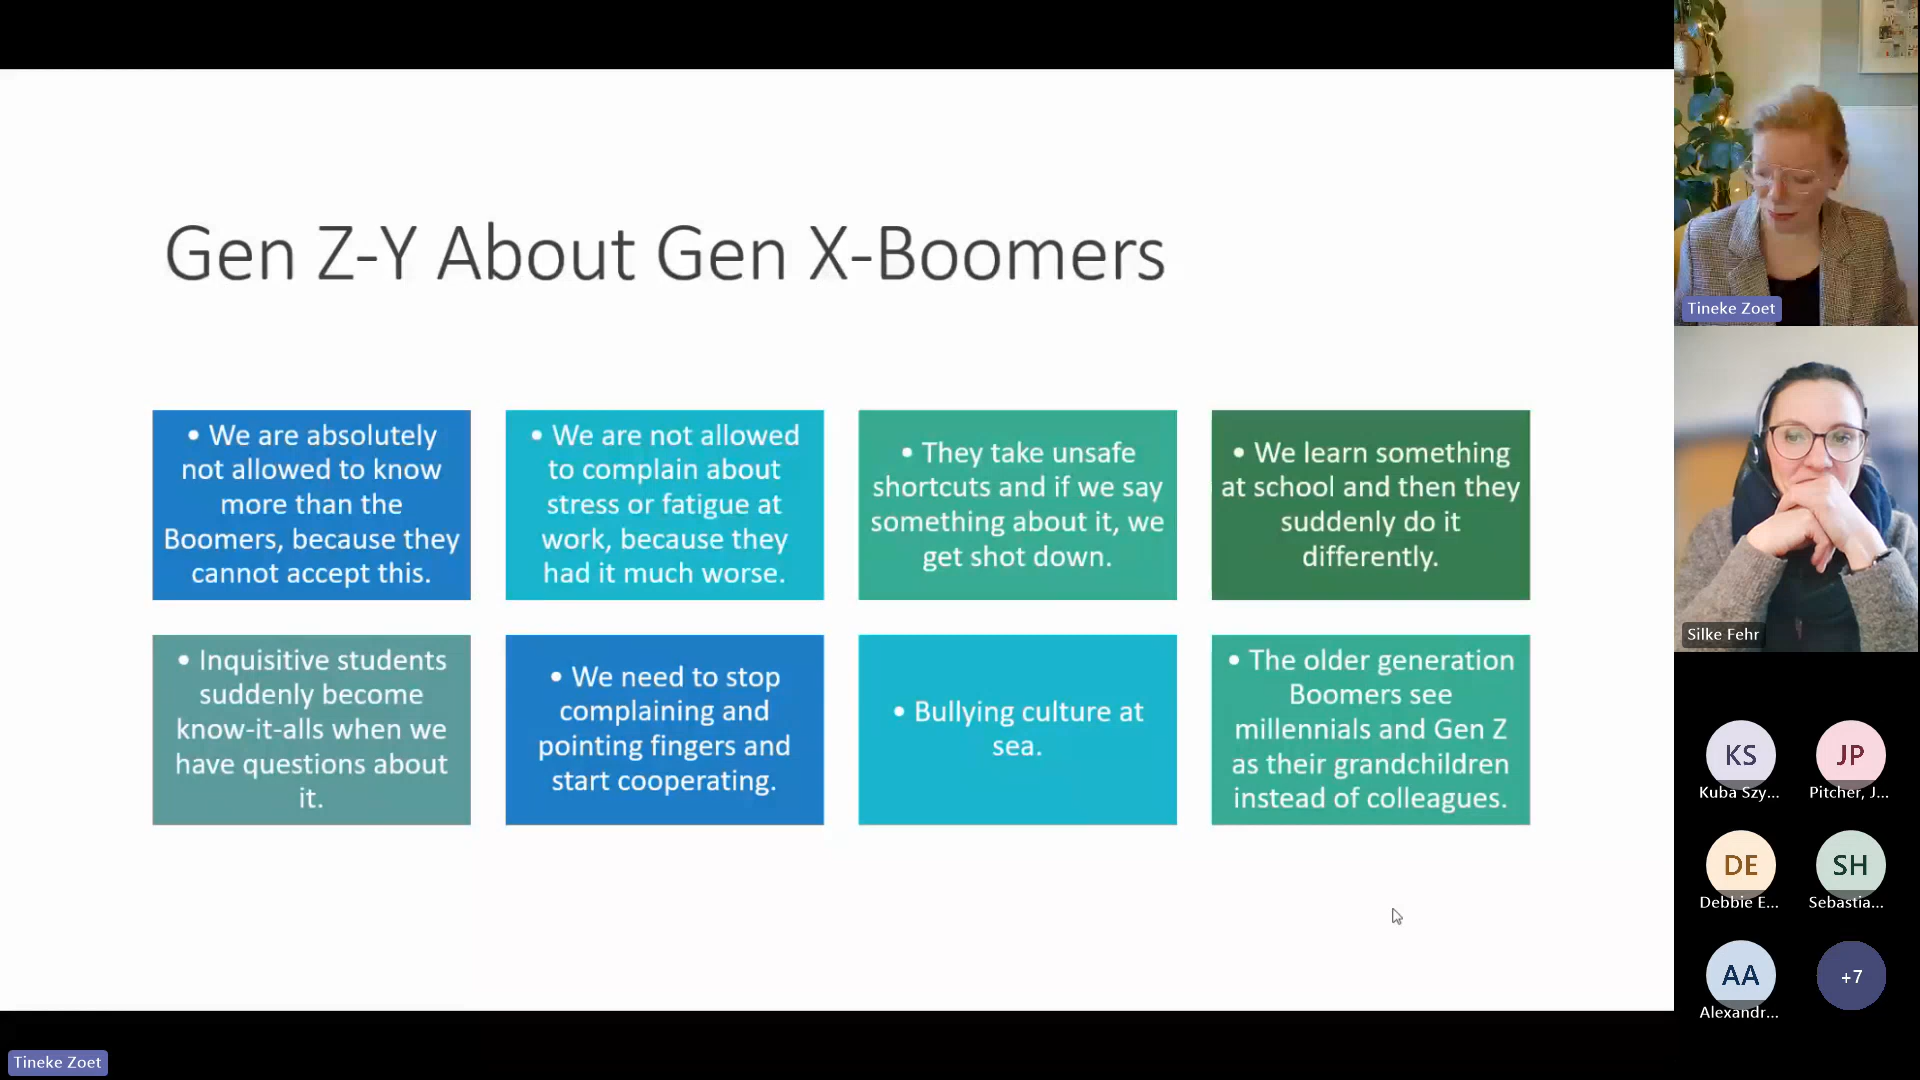 Gen Z-Y About Gen X-Boomers
• We are absolutely
not allowed to know
more than the
Boomers, because they
cannot accept this.
• We are not allowed
to complain about
stress or fatigue at
work, because they
had it much worse.
• They take unsafe
shortcuts and if we say
something about it, we
get shot down.
• We learn something
at school and then they
suddenly do it
differently.
• Inquisitive students
suddenly become
know-it-alls when we
have questions about
it.
• We need to stop
complaining and
pointing fingers and
start cooperating.
• Bullying culture at
sea.
• The older generation
Boomers see
millennials and Gen Z
as their grandchildren
instead of colleagues.
Tineke Zoet
Silke Fehr
KS
Kuba Szy...
JP
Pitcher, J...
DE
Debbie E...
SH
Sebastia...
AA
Alexandr...
+7
Tineke Zoet